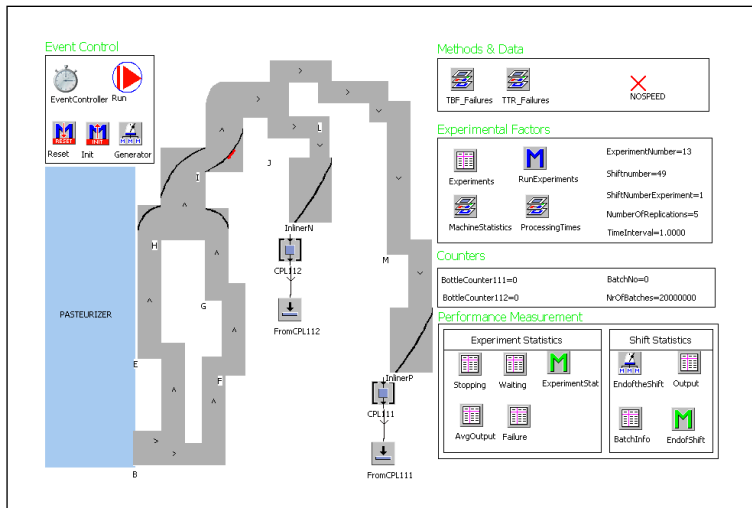 Event Control
EventController Run
RESET INIT
Reset Init Generator
PASTEURIZER
B
E
F
G
H
I
J
L
M
InlinerN
CPL112
FromCPL112
InlinerP
CPL111
FromCPL111
Methods & Data
TBF_Failures TTR_Failures NOSPEED
Experimental Factors
Experiments RunExperiments
MachineStatistics ProcessingTimes
ExperimentNumber=13
Shiftnumber=49
ShiftNumberExperiment=1
NumberOfReplications=5
TimeInterval=1.0000
Counters
BottleCounter111=0 BatchNo=0
BottleCounter112=0 NrOfBatches=20000000
Performance Measurement
Experiment Statistics
Stopping Waiting ExperimentStat
AvgOutput Failure
Shift Statistics
EndoftheShift Output
BatchInfo EndofShift